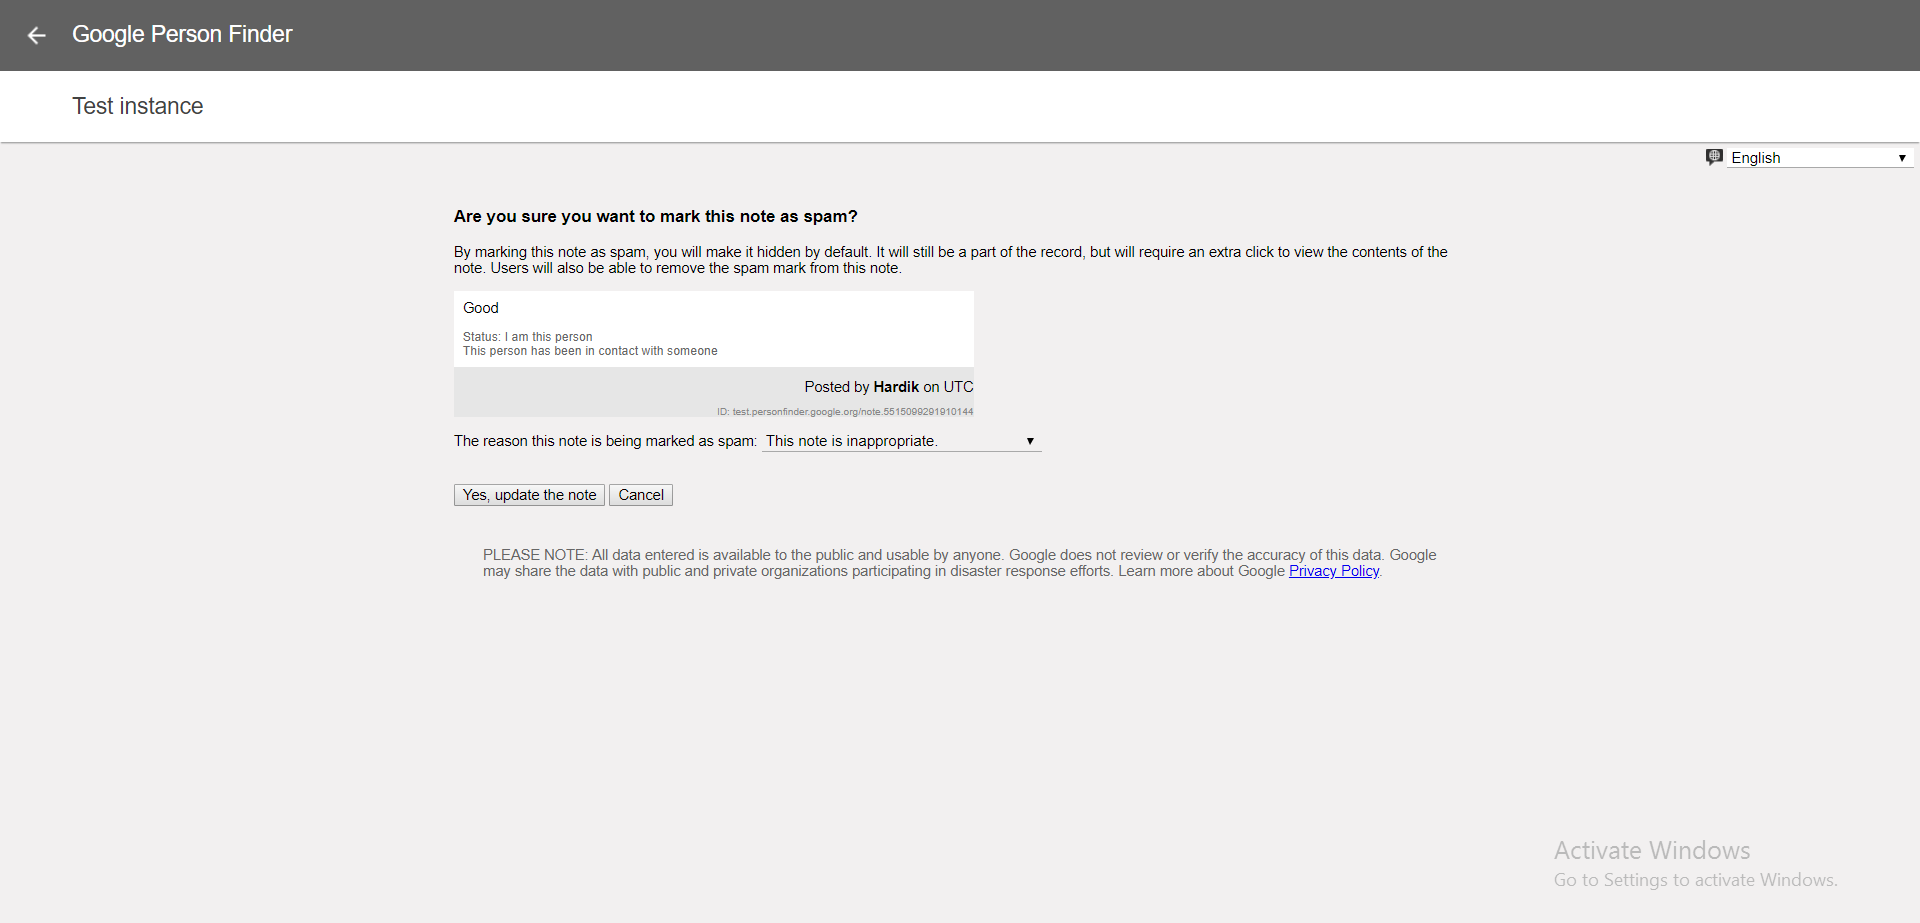 Google Person Finder
Test instance
English
Are you sure you want to mark this note as spam?
By marking this note as spam, you will make it hidden by default. It will still be a part of the record, but will require an extra click to view the contents of the
note. Users will also be able to remove the spam mark from this note.
Good
Status: I am this person
This person has been in contact with someone
Posted by Hardik on UTC
ID: test.personfinder.google.org/note.5515099291910144
The reason this note is being marked as spam: This note is inappropriate.
Yes, update the note Cancel
PLEASE NOTE: All data entered is available to the public and usable by anyone. Google does not review or verify the accuracy of this data. Google
may share the data with public and private organizations participating in disaster response efforts. Learn more about Google Privacy Policy.
Activate Windows
Go to Settings to activate Windows.